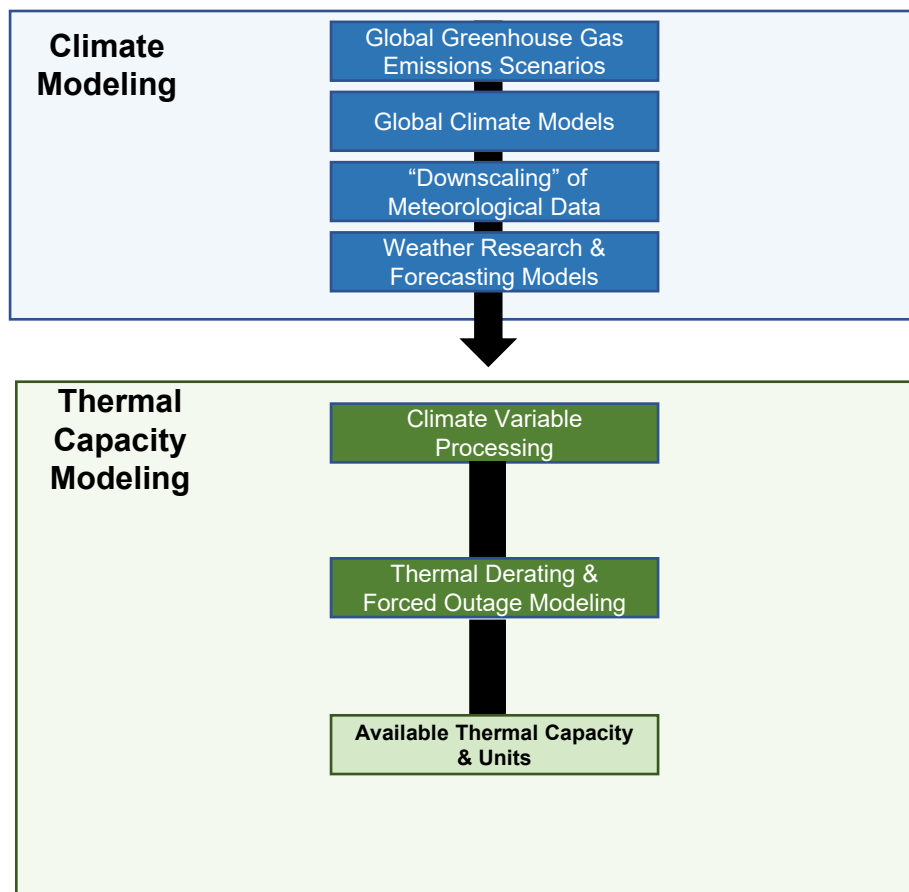 Climate
Modeling
Global Greenhouse Gas
Emissions Scenarios
Global Climate Models
“Downscaling” of
Meteorological Data
Weather Research &
Forecasting Models
Thermal
Capacity
Modeling
Climate Variable
Processing
Thermal Derating &
Forced Outage Modeling
Available Thermal Capacity
& Units